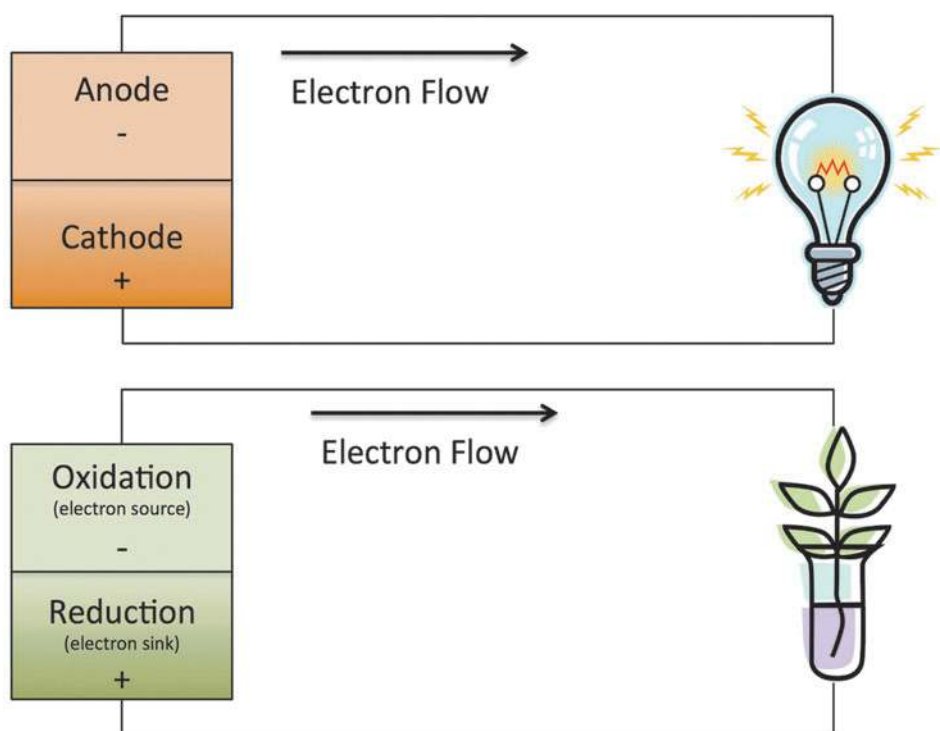 Anode
-
Cathode
+
Electron Flow
Oxidation
(electron source)
-
Reduction
(electron sink)
+
Electron Flow